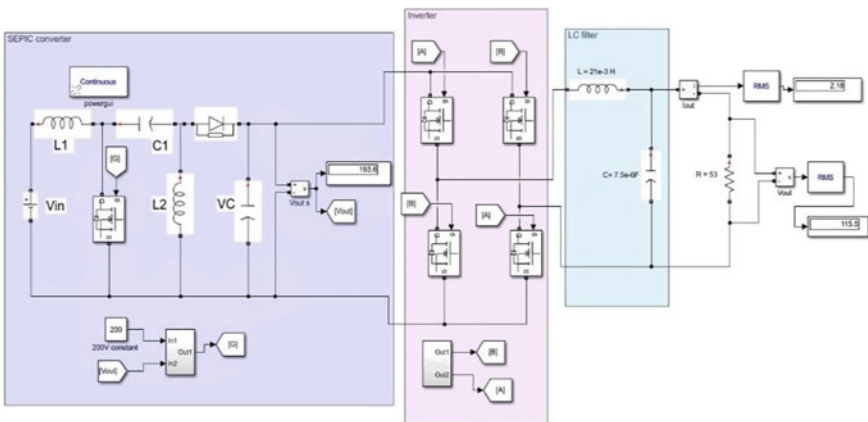 SEPIC converter
Continuous
powergui
L1
C1
[G]
Vin
L2
VC
193.6
Vout s
[Vout]
200
200V constant
[Vout]
In1
In2
Out1
[G]
Inverter
[A]
[B]
[B]
[A]
Out1
Out2
[B]
[A]
LC filter
L = 21e-3 H
C= 7.5e-6F
Iout
RMS
2.18
R = 53
Vout
RMS
115.5